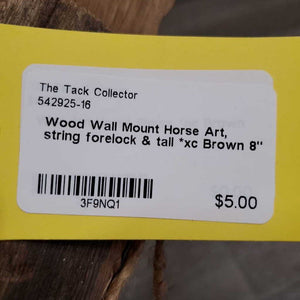 The Tack Collector
542925-16
Wood Wall Mount Horse Art,
string forelock & tail *xc Brown 8"
3F9NQ1
$5.00